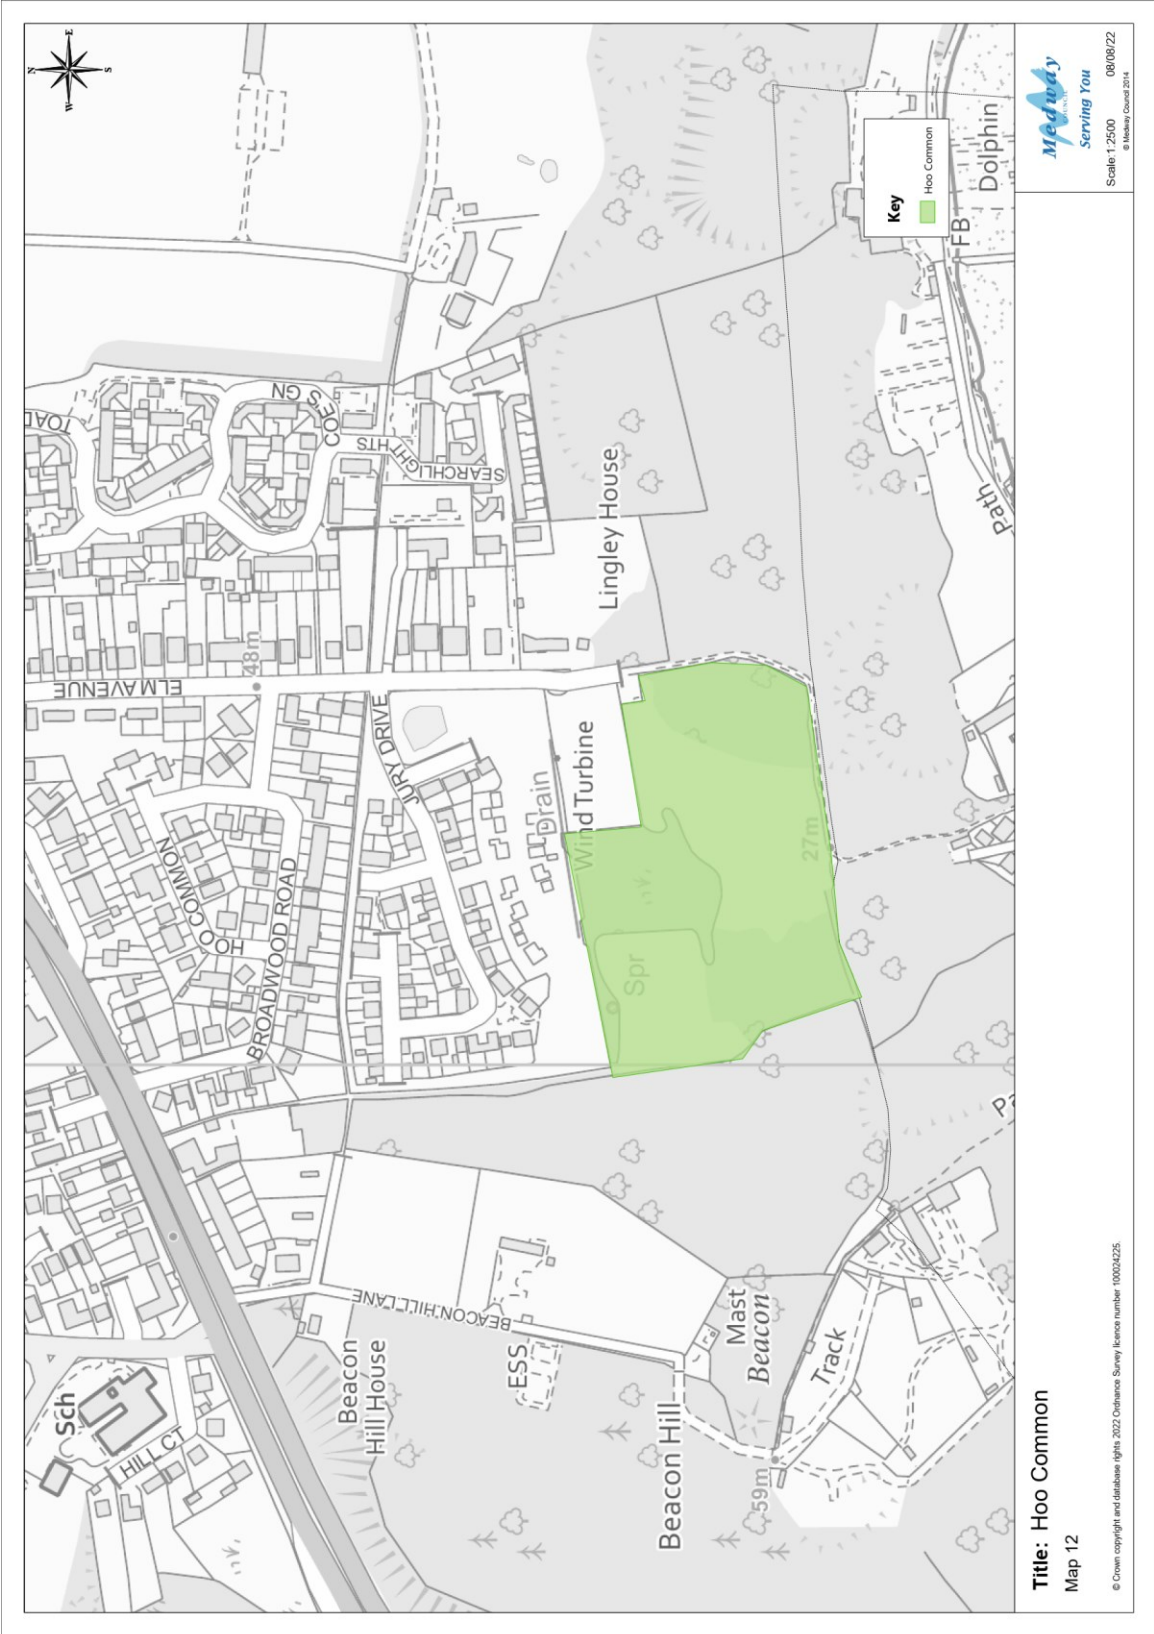 N
E
S
W
Sch
HILL CT
TOAD
COE'S GN
SEARCHLIGHT HTS
ELM AVENUE
48m
HOO COMMON
BROADWOOD ROAD
JURY DRIVE
Lingley House
Drain
Wind Turbine
Spr
27m
Beacon
Hill House
BEACON HILL LANE
ESS
Beacon Hill
Mast
Beacon
Track
59m
Path
FB
Dolphin
Pa
Key
Hoo Common
Medway
COUNCIL
Serving You
Scale:1:2500 08/08/22
© Medway Council 2014
Title: Hoo Common
Map 12
© Crown copyright and database rights 2022 Ordnance Survey licence number 100024225.